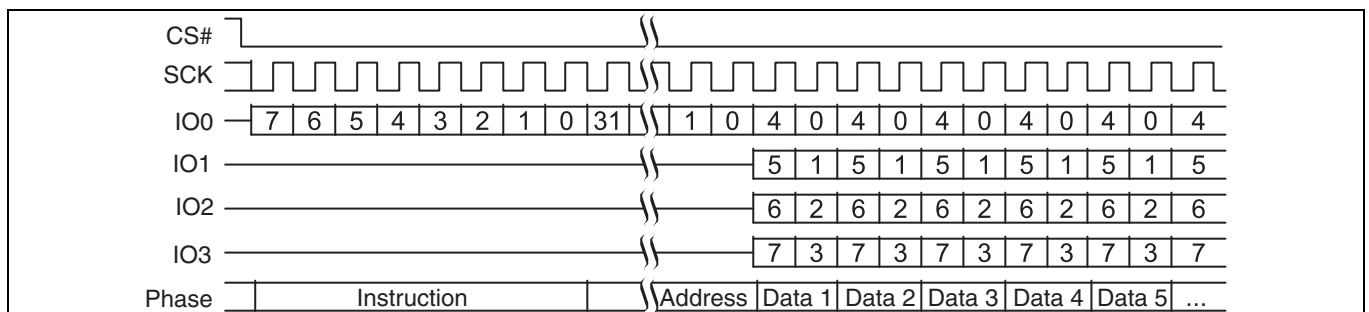 CS#
SCK
IO0 7 6 5 4 3 2 1 0 31 1 0 4 0 4 0 4 0 4 0 4 0 4
IO1 5 1 5 1 5 1 5 1 5 1 5
IO2 6 2 6 2 6 2 6 2 6 2 6
IO3 7 3 7 3 7 3 7 3 7 3 7
Phase Instruction Address Data 1 Data 2 Data 3 Data 4 Data 5 ...